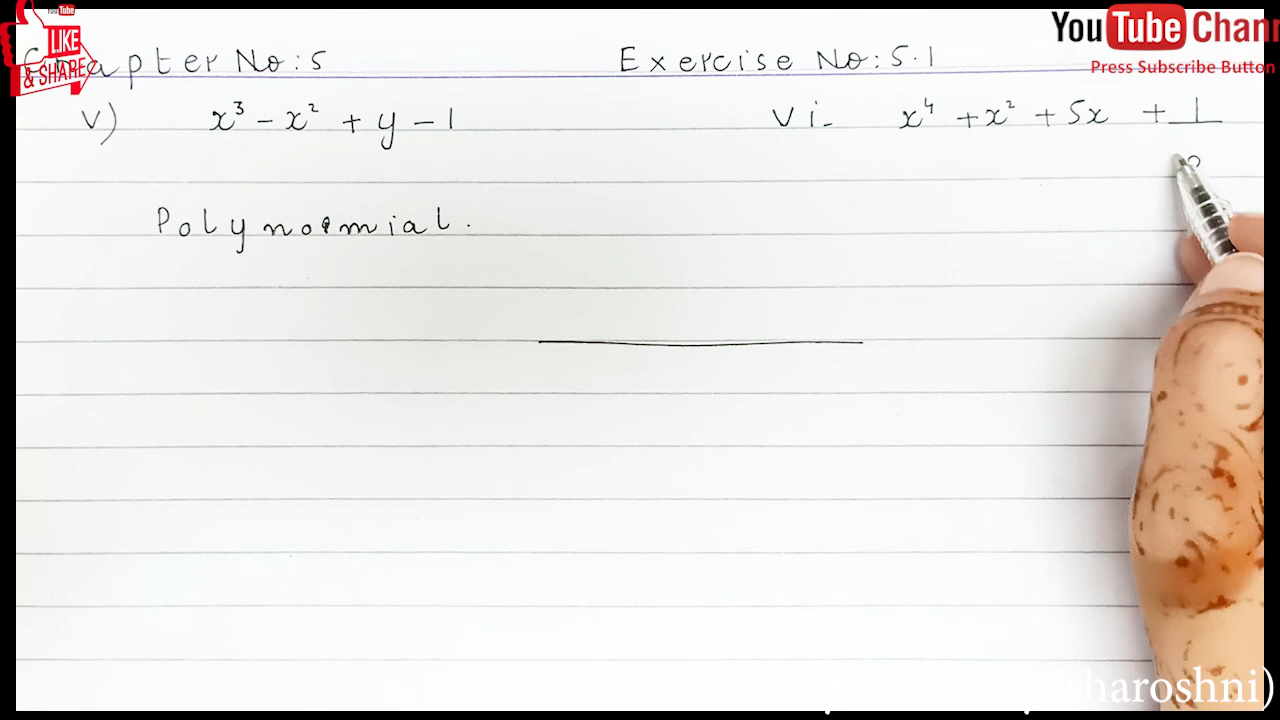 YouTube
LIKE
& SHARE
YouTube Chann
Press Subscribe Button
Chapter No: 5 Exercise No: 5.1
v) x³ - x² + y - 1 vi- x⁴ + x² + 5x + 1
Polynomial.
sharoshni)